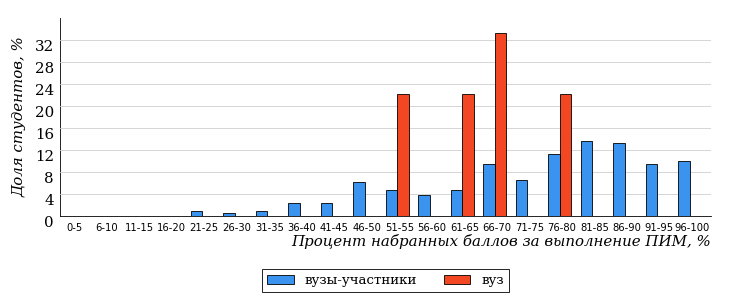 Доля студентов, %
32
28
24
20
16
12
8
4
0
0-5 6-10 11-15 16-20 21-25 26-30 31-35 36-40 41-45 46-50 51-55 56-60 61-65 66-70 71-75 76-80 81-85 86-90 91-95 96-100
Процент набранных баллов за выполнение ПИМ, %
вузы-участники вуз